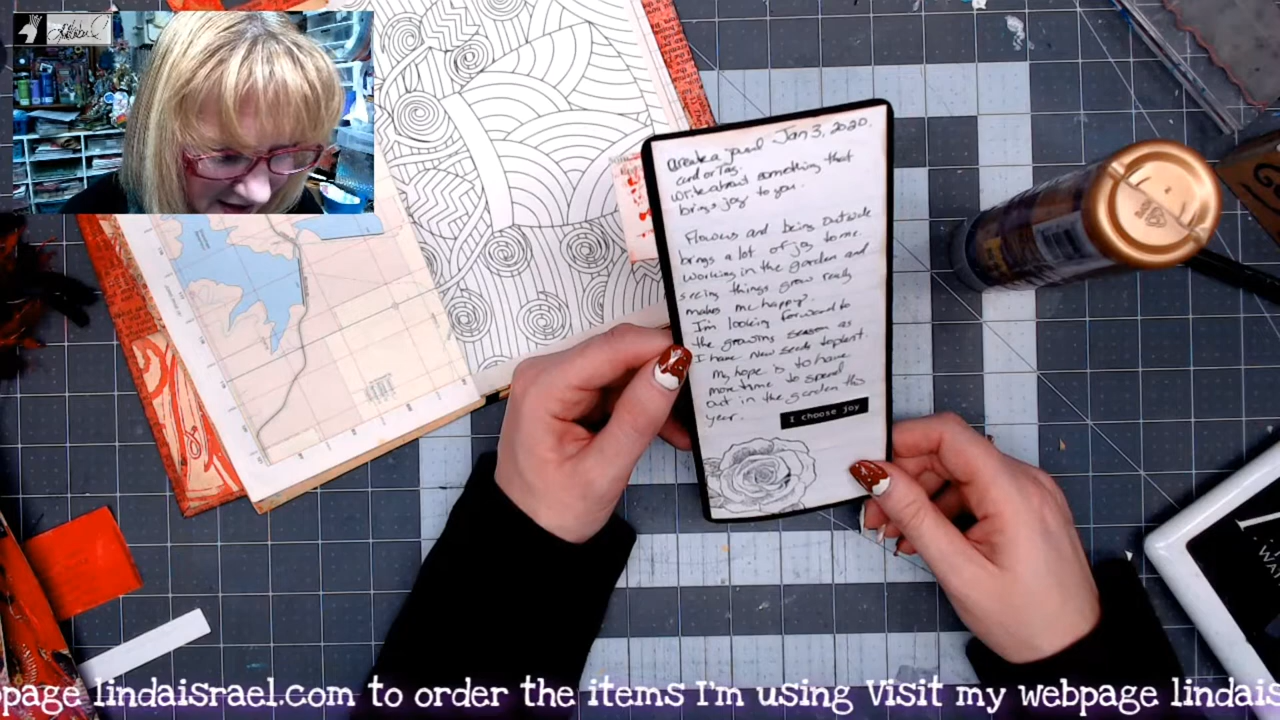 Create a journal Jan 3, 2020.
card or Tag.
write about something that
brings joy to you.
Flowers and being outside
brings a lot of joy to me.
Working in the garden and
seeing things grow really
makes me happy.
I'm looking forward to
the growing season as
I have new seeds to plant.
my hope is to have
more time to spend
out in the garden this
year.
I choose joy
page lindaisrael.com to order the items I'm using Visit my webpage lindais